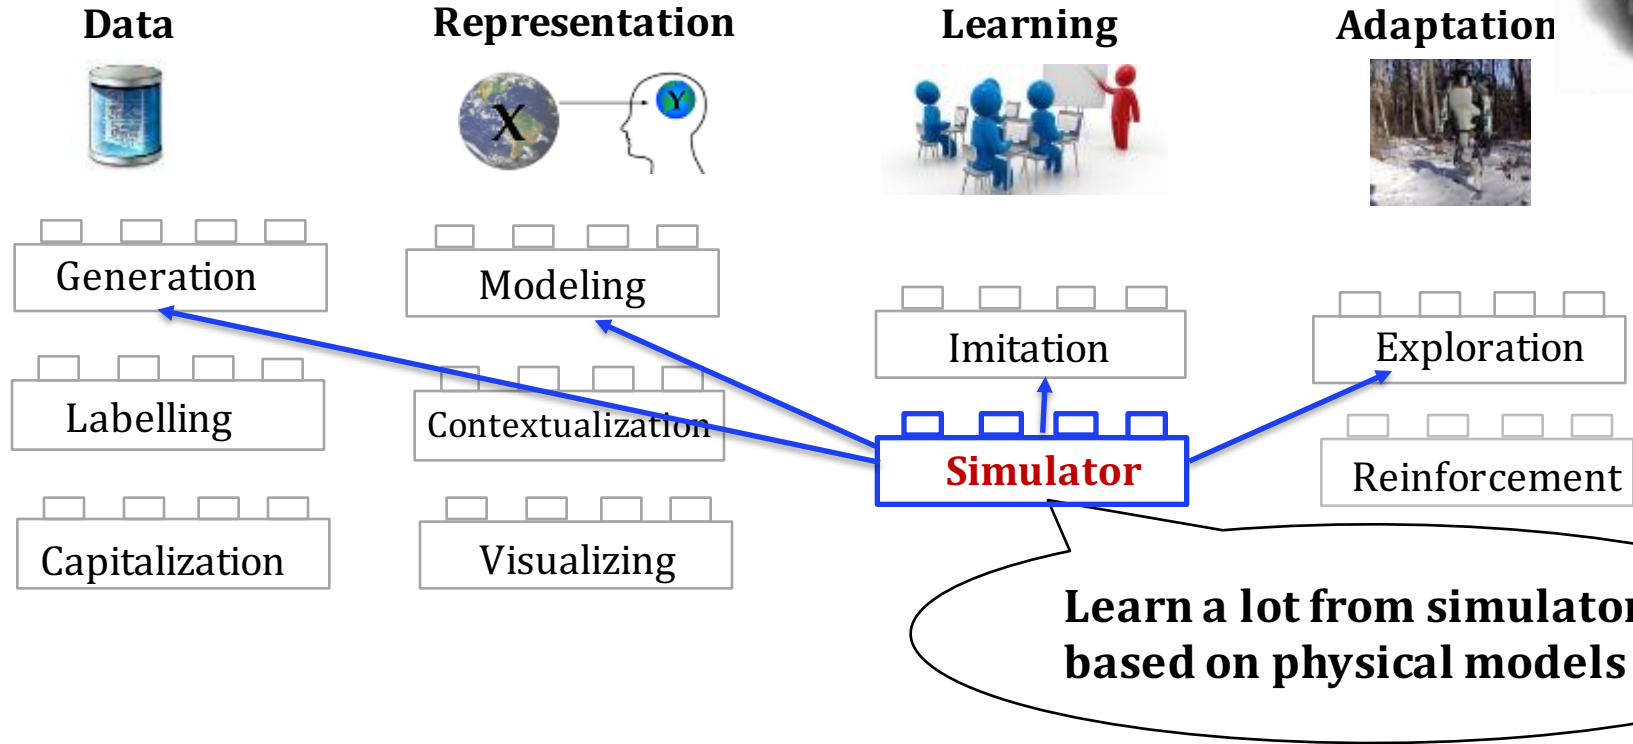 Data
Representation
Learning
Adaptation
X
Y
Generation
Modeling
Imitation
Exploration
Labelling
Contextualization
Simulator
Reinforcement
Capitalization
Visualizing
Learn a lot from simulator
based on physical models